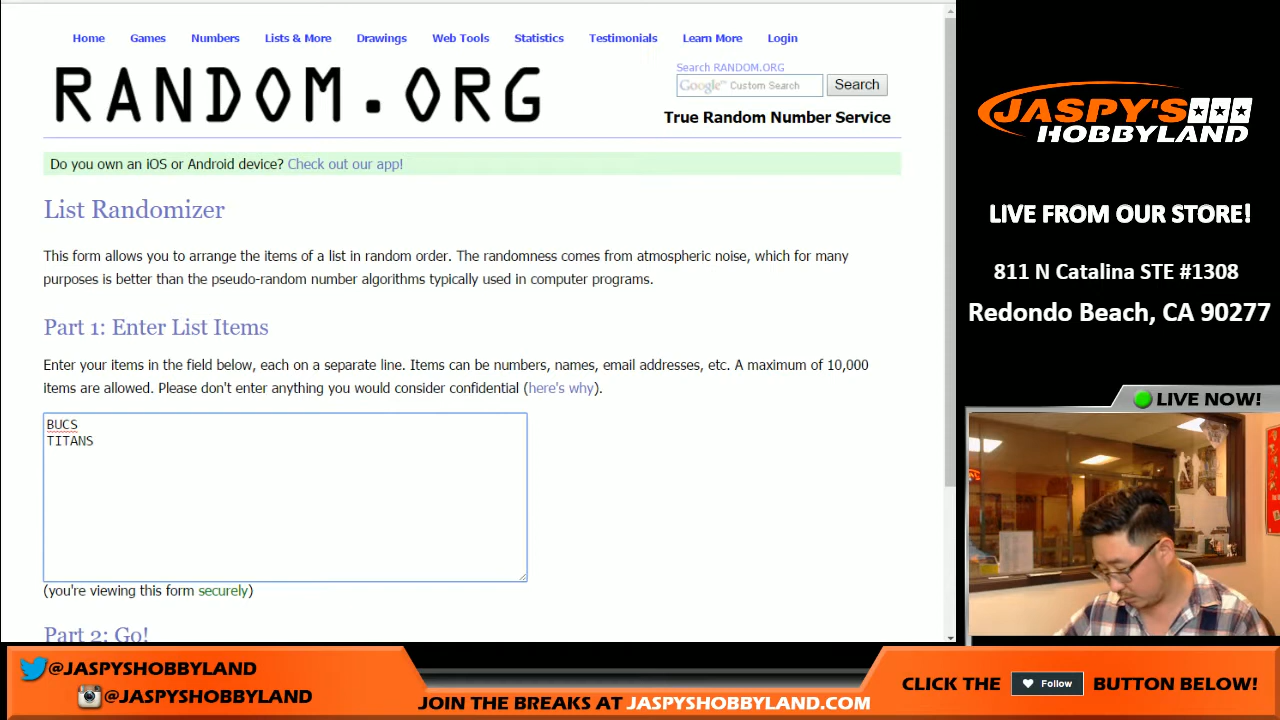 Home Games Numbers Lists & More Drawings Web Tools Statistics Testimonials Learn More Login
RANDOM.ORG
Search RANDOM.ORG
Google™ Custom Search Search
True Random Number Service
Do you own an iOS or Android device? Check out our app!
List Randomizer
This form allows you to arrange the items of a list in random order. The randomness comes from atmospheric noise, which for many
purposes is better than the pseudo-random number algorithms typically used in computer programs.
Part 1: Enter List Items
Enter your items in the field below, each on a separate line. Items can be numbers, names, email addresses, etc. A maximum of 10,000
items are allowed. Please don't enter anything you would consider confidential (here's why).
BUCS
TITANS
(you're viewing this form securely)
Part 2: Go!
JASPY'S
HOBBYLAND
LIVE FROM OUR STORE!
811 N Catalina STE #1308
Redondo Beach, CA 90277
LIVE NOW!
@JASPYSHOBBYLAND
@JASPYSHOBBYLAND
JOIN THE BREAKS AT JASPYSHOBBYLAND.COM
CLICK THE Follow BUTTON BELOW!